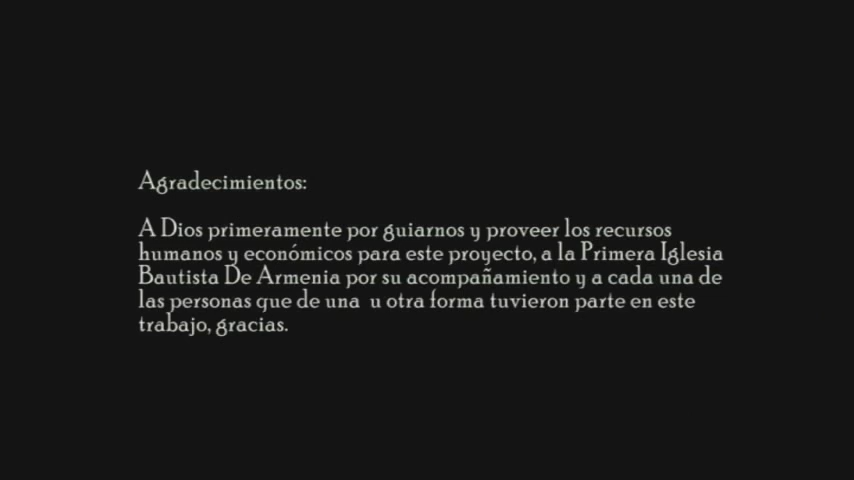 Agradecimientos:
A Dios primeramente por guiarnos y proveer los recursos
humanos y económicos para este proyecto, a la Primera Iglesia
Bautista De Armenia por su acompañamiento y a cada una de
las personas que de una  u otra forma tuvieron parte en este
trabajo, gracias.